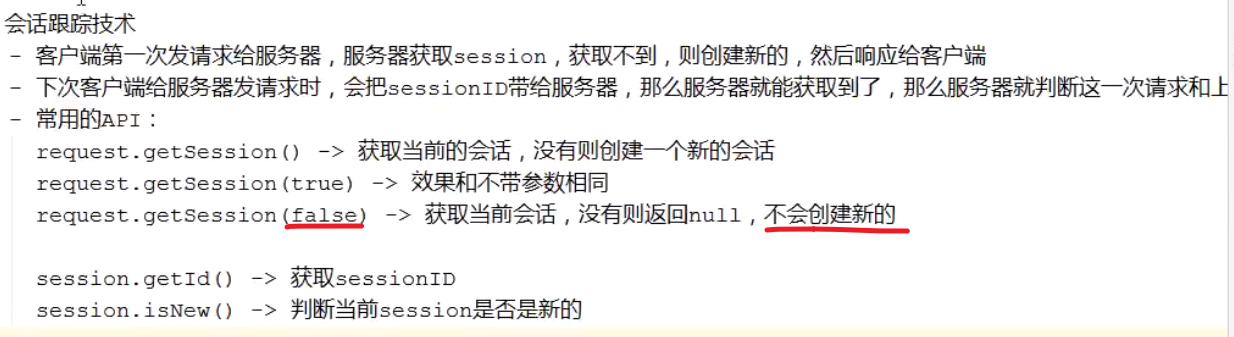 会话跟踪技术
- 客户端第一次发请求给服务器，服务器获取session，获取不到，则创建新的，然后响应给客户端
- 下次客户端给服务器发请求时，会把sessionID带给服务器，那么服务器就能获取到了，那么服务器就判断这一次请求和上
- 常用的API：
request.getSession() -> 获取当前的会话，没有则创建一个新的会话
request.getSession(true) -> 效果和不带参数相同
request.getSession(false) -> 获取当前会话，没有则返回null，不会创建新的
session.getId() -> 获取sessionID
session.isNew() -> 判断当前session是否是新的